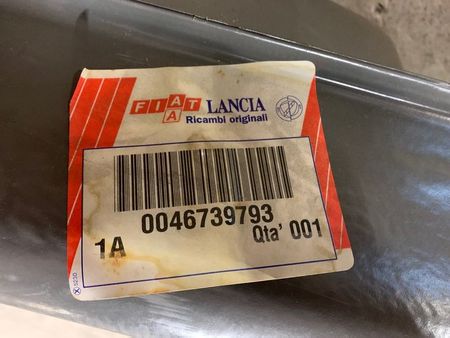 FIAT LANCIA
A
Ricambi originali
0046739793
1A Qta' 001